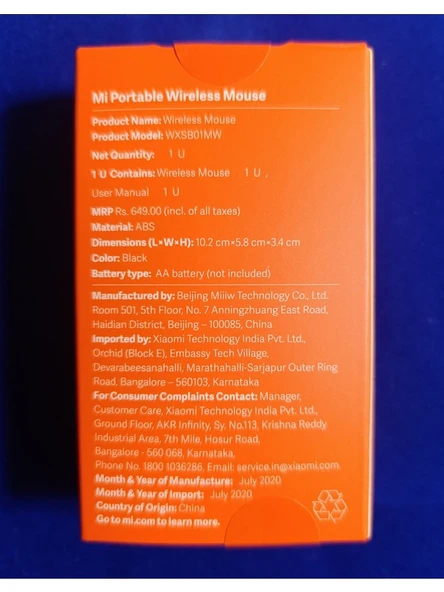 Mi Portable Wireless Mouse
Product Name: Wireless Mouse
Product Model: WXSB01MW
Net Quantity: 1 U
1 U Contains: Wireless Mouse 1 U ,
User Manual 1 U
MRP Rs. 649.00 (incl. of all taxes)
Material: ABS
Dimensions (L×W×H): 10.2 cm×5.8 cm×3.4 cm
Color: Black
Battery type: AA battery (not included)
Manufactured by: Beijing Miiiw Technology Co., Ltd.
Room 501, 5th Floor, No. 7 Anningzhuang East Road,
Haidian District, Beijing – 100085, China
Imported by: Xiaomi Technology India Pvt. Ltd.,
Orchid (Block E), Embassy Tech Village,
Devarabeesanahalli, Marathahalli-Sarjapur Outer Ring
Road, Bangalore – 560103, Karnataka
For Consumer Complaints Contact: Manager,
Customer Care, Xiaomi Technology India Pvt. Ltd.,
Ground Floor, AKR Infinity, Sy. No.113, Krishna Reddy
Industrial Area, 7th Mile, Hosur Road,
Bangalore - 560 068, Karnataka,
Phone No. 1800 1036286, Email: service.in@xiaomi.com
Month & Year of Manufacture: July 2020
Month & Year of Import: July 2020
Country of Origin: China
Go to mi.com to learn more.